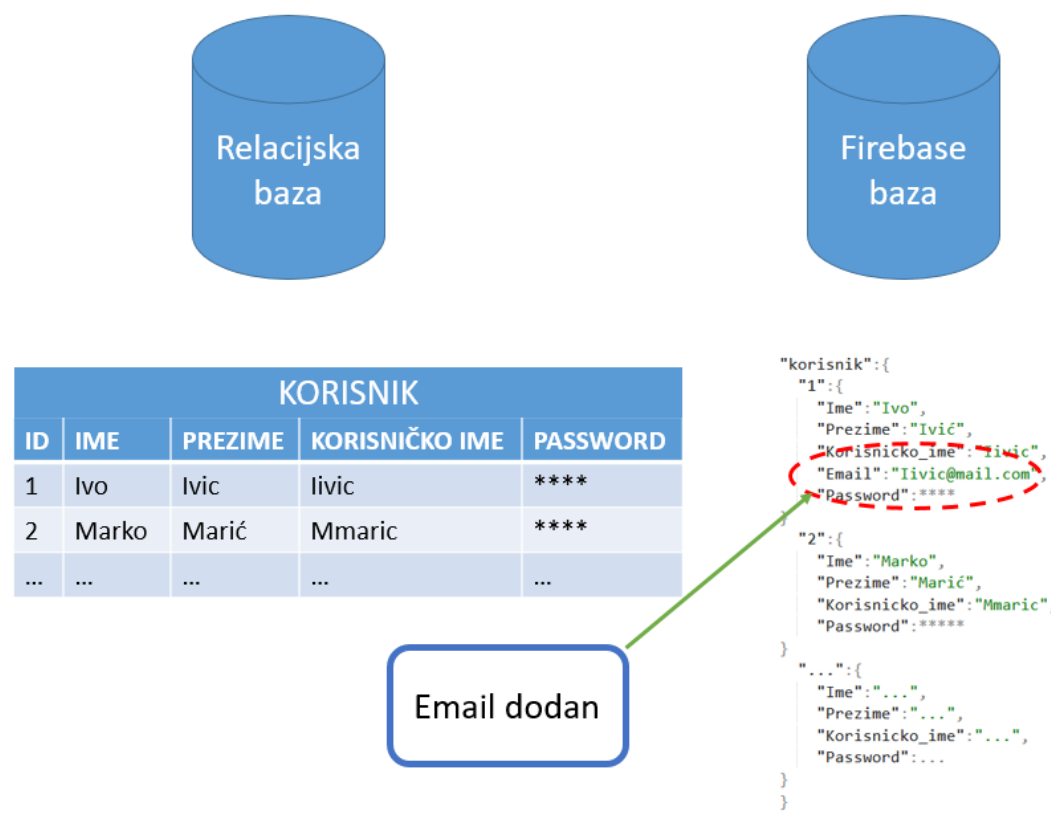 Relacijska
baza
Firebase
baza
KORISNIK
ID IME PREZIME KORISNIČKO IME PASSWORD
1 Ivo Ivic Iivic ****
2 Marko Marić Mmaric ****
... ... ... ... ...
Email dodan
"korisnik":{
"1":{
"Ime":"Ivo",
"Prezime":"Ivić",
"Korisnicko_ime":"Iivic",
"Email":"Iivic@mail.com",
"Password":****
}
"2":{
"Ime":"Marko",
"Prezime":"Marić",
"Korisnicko_ime":"Mmaric",
"Password":*****
}
"...":{
"Ime":"...",
"Prezime":"...",
"Korisnicko_ime":"...",
"Password":...
}
}